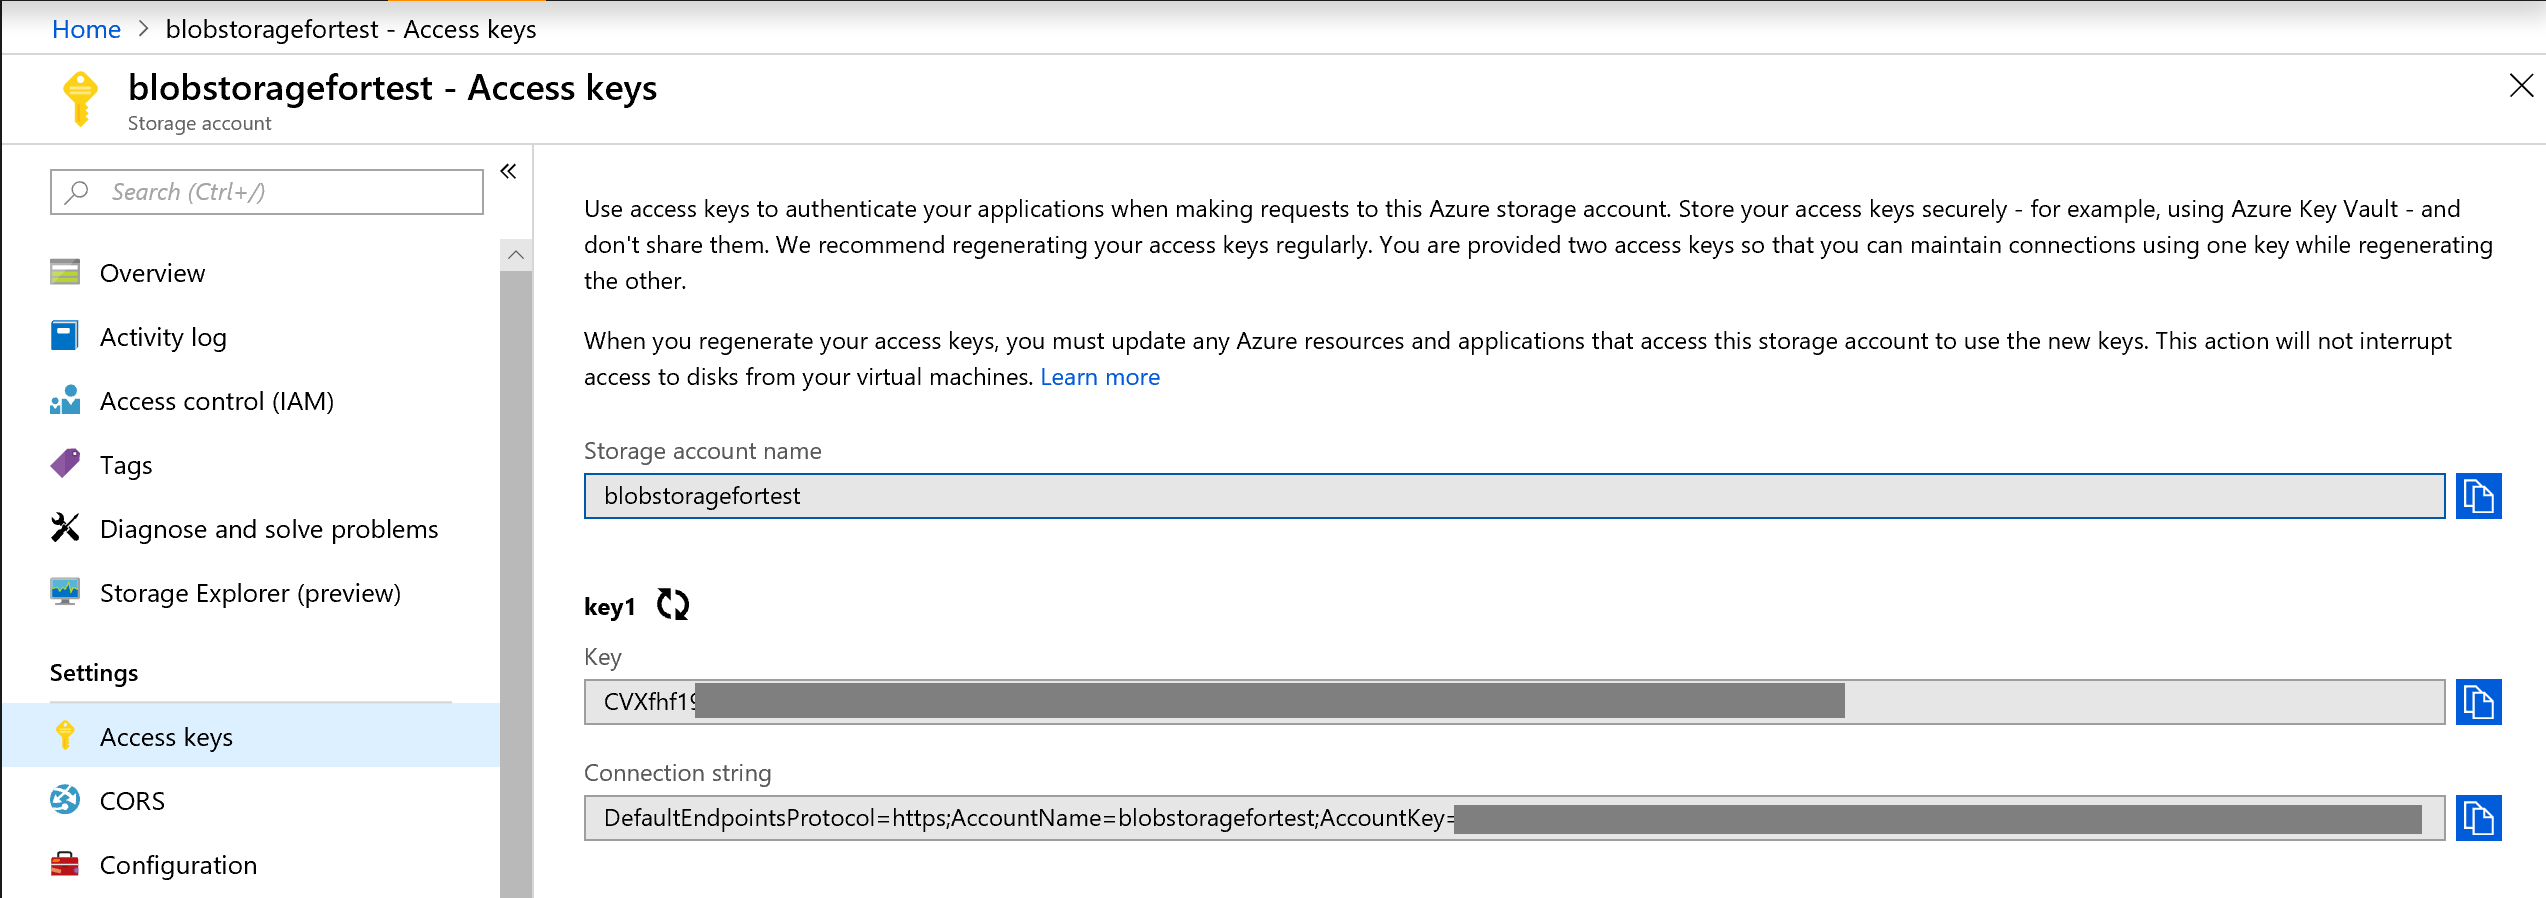 Home > blobstoragefortest - Access keys
blobstoragefortest - Access keys
Storage account
Search (Ctrl+/)
«
Overview
Activity log
Access control (IAM)
Tags
Diagnose and solve problems
Storage Explorer (preview)
Settings
Access keys
CORS
Configuration
Use access keys to authenticate your applications when making requests to this Azure storage account. Store your access keys securely - for example, using Azure Key Vault - and
don't share them. We recommend regenerating your access keys regularly. You are provided two access keys so that you can maintain connections using one key while regenerating
the other.
When you regenerate your access keys, you must update any Azure resources and applications that access this storage account to use the new keys. This action will not interrupt
access to disks from your virtual machines. Learn more
Storage account name
blobstoragefortest
key1
Key
CVXfhf19
Connection string
DefaultEndpointsProtocol=https;AccountName=blobstoragefortest;AccountKey=